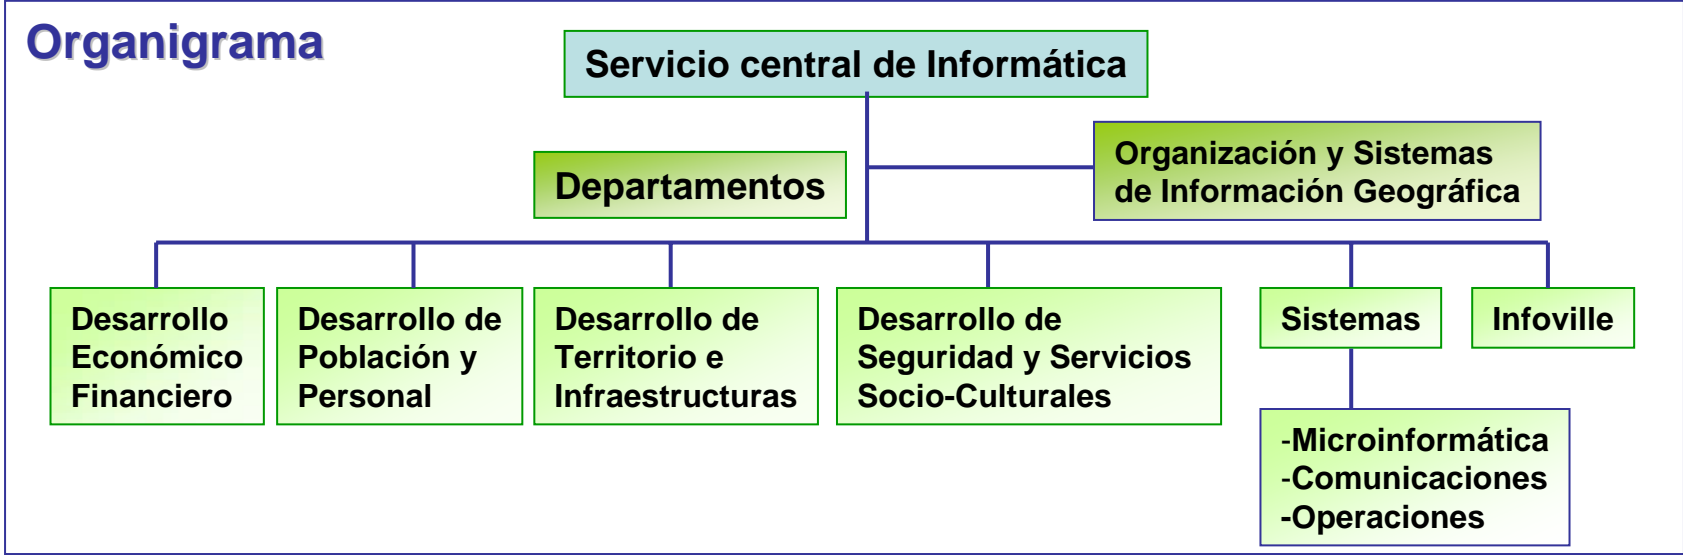 Organigrama
Servicio central de Informática
Organización y Sistemas
de Información Geográfica
Departamentos
Desarrollo
Económico
Financiero
Desarrollo de
Población y
Personal
Desarrollo de
Territorio e
Infraestructuras
Desarrollo de
Seguridad y Servicios
Socio-Culturales
Sistemas
Infoville
-Microinformática
-Comunicaciones
-Operaciones